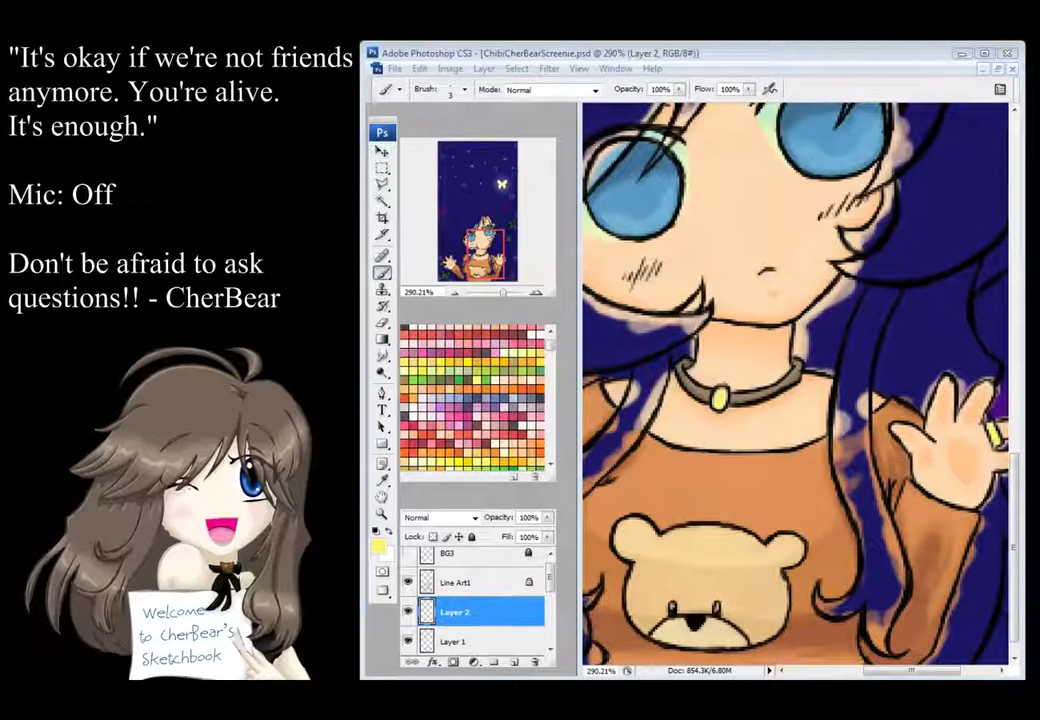 "It's okay if we're not friends
anymore. You're alive.
It's enough."
Mic: Off
Don't be afraid to ask
questions!! - CherBear
Welcome
to CherBear's
Sketchbook
Adobe Photoshop CS3 - [ChibiCherBearScreenie.psd @ 290% (Layer 2, RGB/8#)]
Ps File Edit Image Layer Select Filter View Window Help
Brush: 3 Mode: Normal Opacity: 100% Flow: 100%
Ps
290.21%
T
Normal Opacity: 100%
Lock: Fill: 100%
BG3
Line Art1
Layer 2
Layer 1
290.21% Doc: 854.3K/6.80M